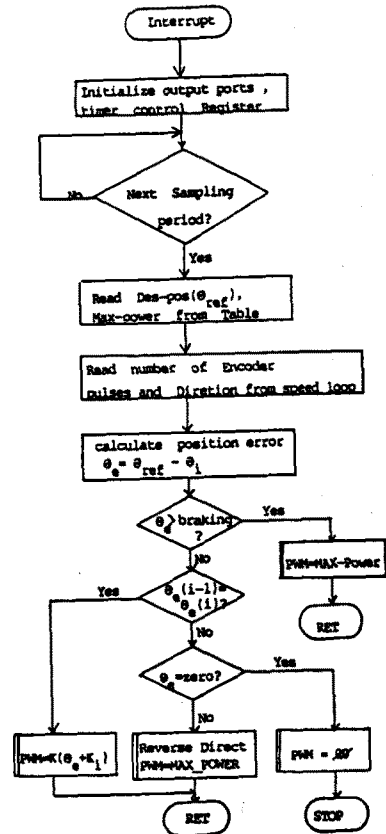 Interrupt
Initialize output ports ,
timer control Register
No
Next Sampling
period?
Yes
Read Des-pos(θref),
Max-power from Table
Read number of Encoder
pulses and Diretion from speed loop
calculate position error
θe= θref - θi
θe>braking
?
Yes
No
PWM=MAX-Power
RET
Yes
θe(i-1)=
θe(i)?
No
θe=zero?
Yes
No
PWM=K(θe+Ki)
Reverse Direct
PWM=MAX_POWER
PWM =
RET
STOP